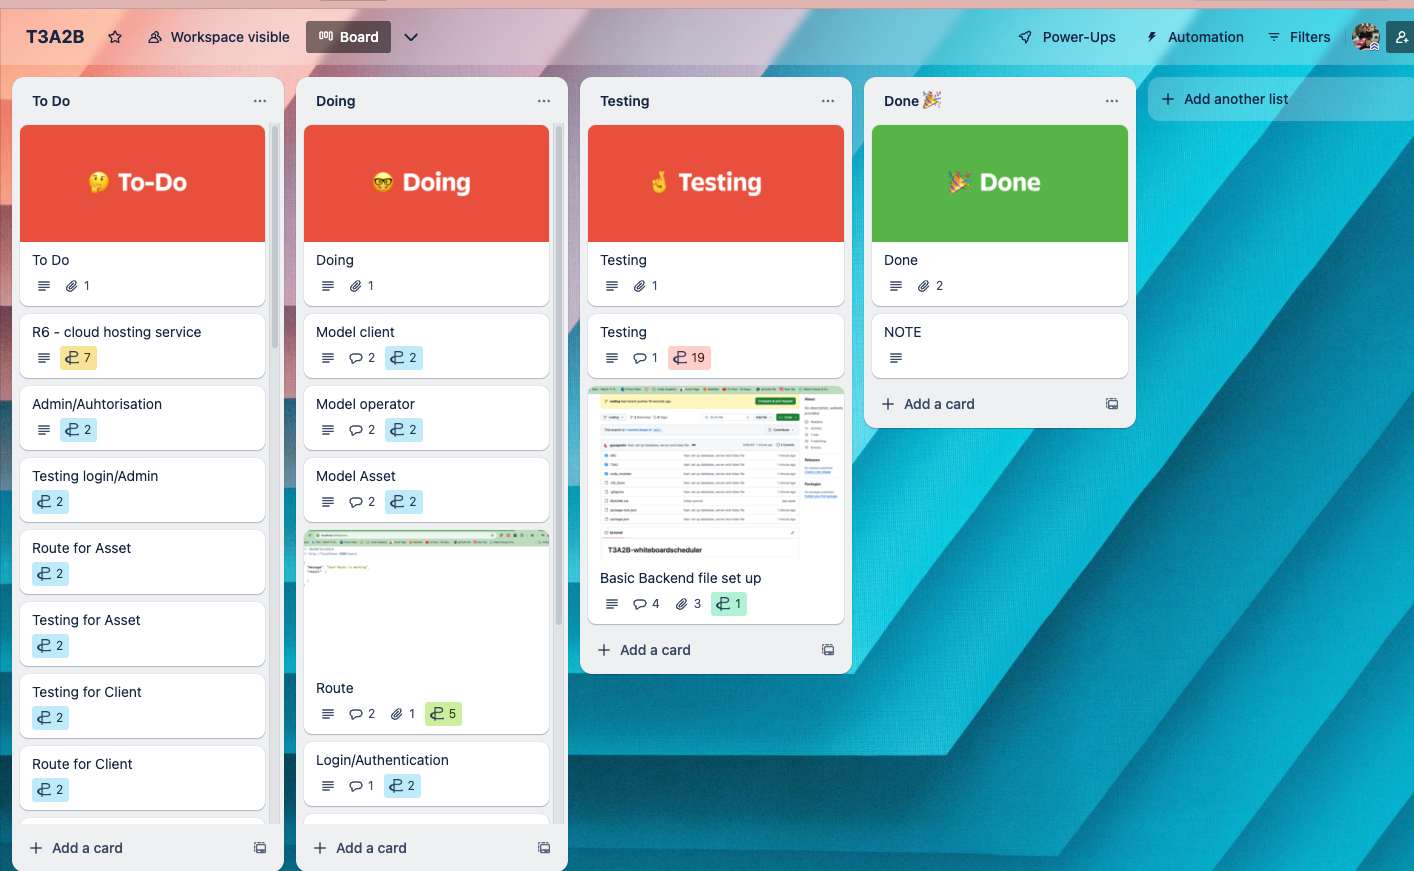 T3A2B
Workspace visible
Board
Power-Ups
Automation
Filters
To Do
To-Do
To Do
1
R6 - cloud hosting service
7
Admin/Auhtorisation
2
Testing login/Admin
2
Route for Asset
2
Testing for Asset
2
Testing for Client
2
Route for Client
2
Add a card
Doing
Doing
Doing
1
Model client
2 2
Model operator
2 2
Model Asset
2 2
Route
2 1 5
Login/Authentication
1 2
Add a card
Testing
Testing
Testing
1
Testing
1 19
About
Releases
Packages
README
T3A2B-whiteboardscheduler
Basic Backend file set up
4 3 1
Add a card
Done
Done
Done
2
NOTE
Add a card
Add another list